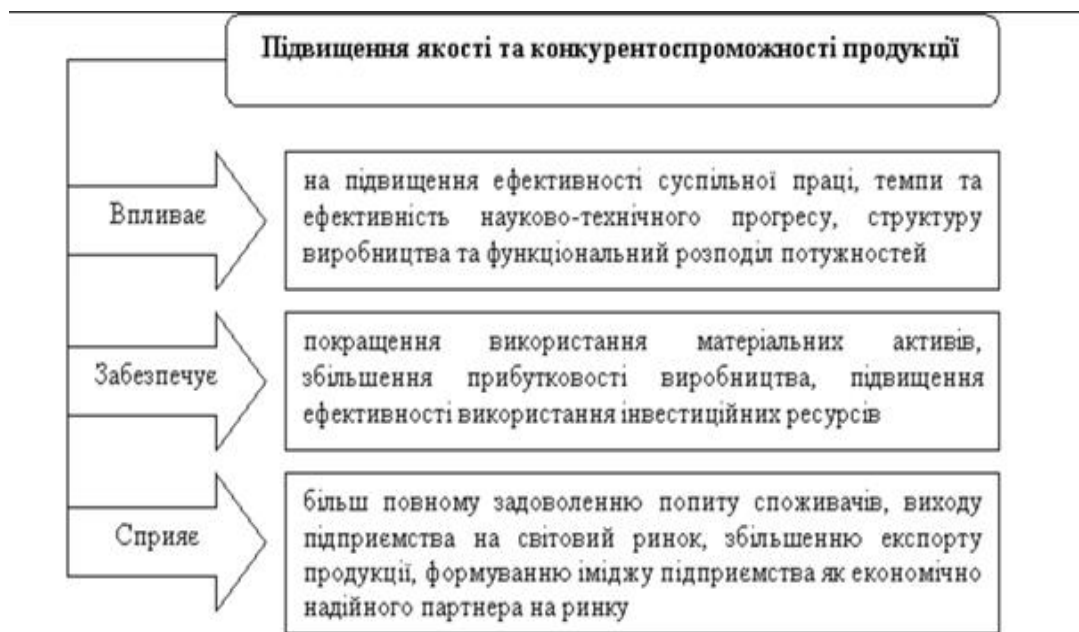 Підвищення якості та конкурентоспроможності продукції
Впливає
на підвищення ефективності суспільної праці, темпи та
ефективність науково-технічного прогресу, структуру
виробництва та функціональний розподіл потужностей
Забезпечує
покращення використання матеріальних активів,
збільшення прибутковості виробництва, підвищення
ефективності використання інвестиційних ресурсів
Сприяє
більш повному задоволенню попиту споживачів, виходу
підприємства на світовий ринок, збільшенню експорту
продукції, формуванню іміджу підприємства як економічно
надійного партнера на ринку